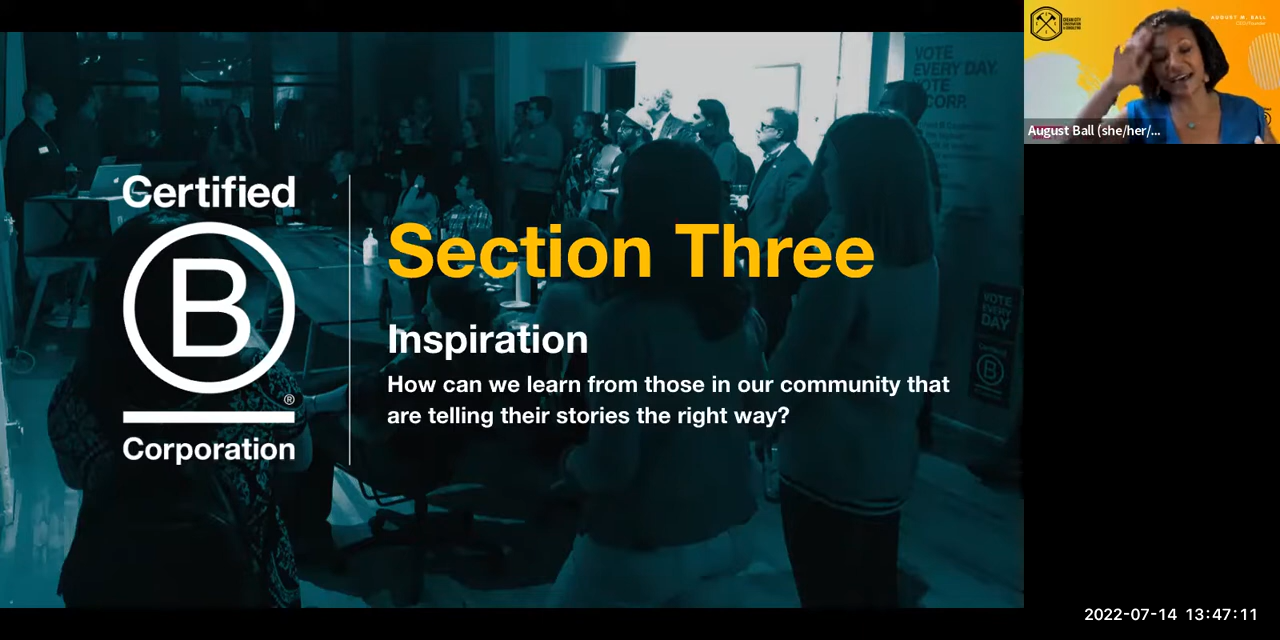 Certified
B
®
Corporation
Section Three
Inspiration
How can we learn from those in our community that
are telling their stories the right way?
VOTE
EVERY DAY.
VOTE
CORP.
VOTE
EVERY
DAY
Certified
B
AUGUST M. BALL
August Ball (she/her/...
2022-07-14 13:47:11